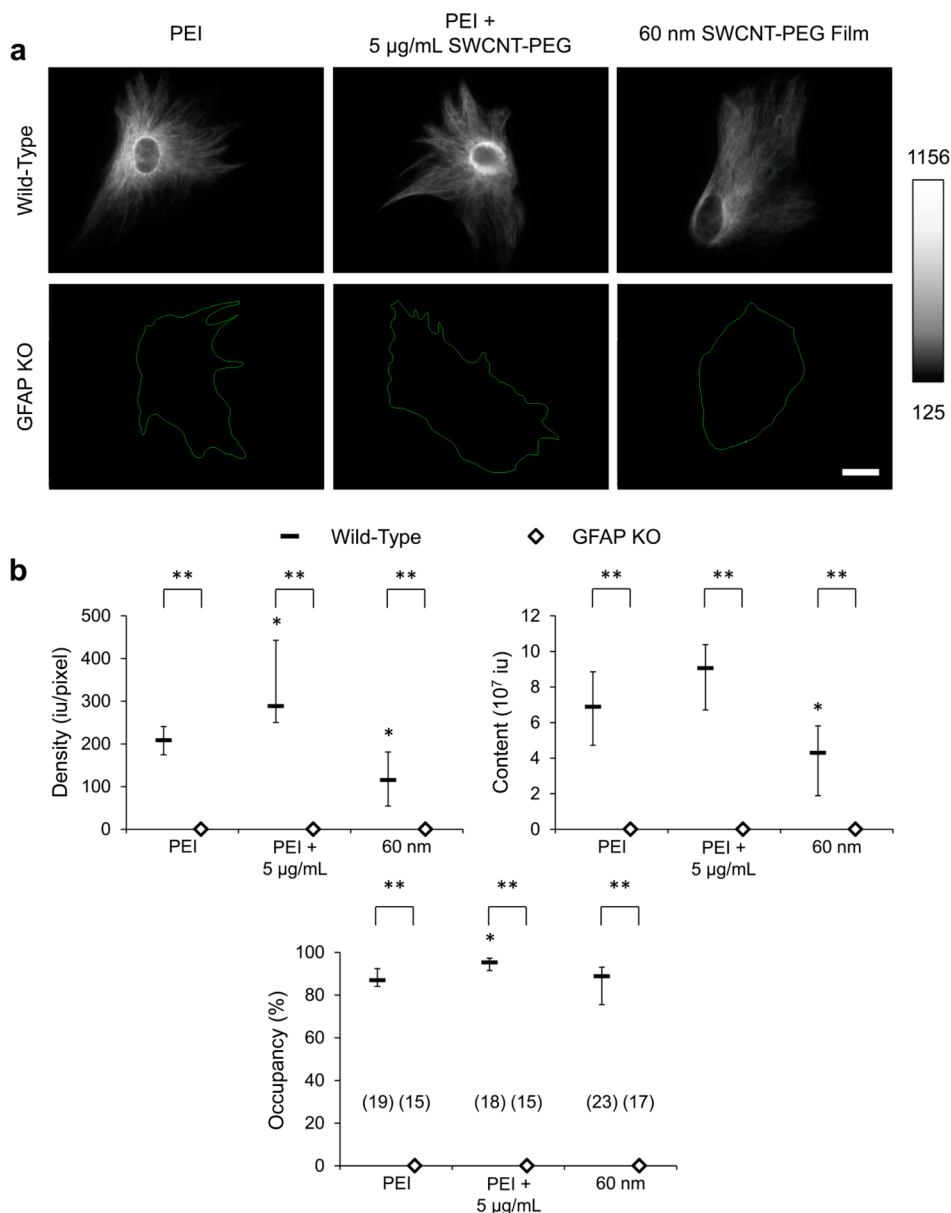 a
PEI
PEI +
5 µg/mL SWCNT-PEG
60 nm SWCNT-PEG Film
Wild-Type
GFAP KO
1156
125
Wild-Type
GFAP KO
b
** ** **
Density (iu/pixel)
500
400
300
200
100
0
* *
PEI
PEI +
5 µg/mL
60 nm
** ** **
Content (10⁷ iu)
12
10
8
6
4
2
0
*
PEI
PEI +
5 µg/mL
60 nm
** ** **
Occupancy (%)
100
80
60
40
20
0
*
(19) (15) (18) (15) (23) (17)
PEI
PEI +
5 µg/mL
60 nm